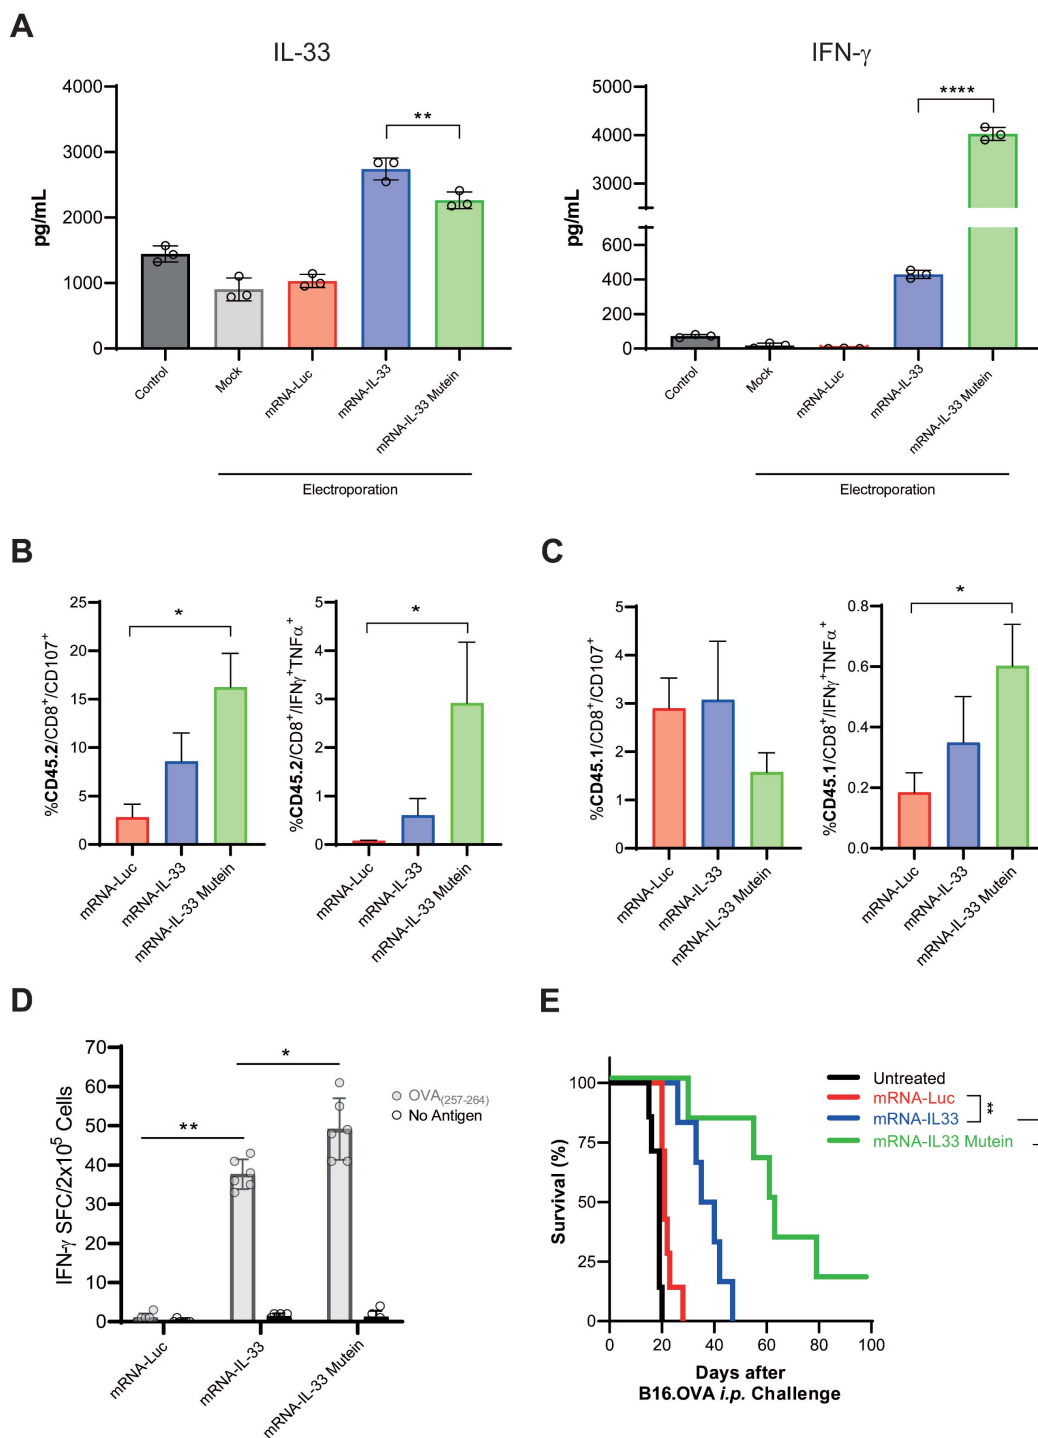 A
IL-33
IFN-γ
pg/mL
4000
3000
2000
1000
0
**
Control
Mock
mRNA-Luc
mRNA-IL-33
mRNA-IL-33 Mutein
Electroporation
pg/mL
5000
4000
3000
600
400
200
0
****
Control
Mock
mRNA-Luc
mRNA-IL-33
mRNA-IL-33 Mutein
Electroporation
B
%CD45.2/CD8+/CD107+
25
20
15
10
5
0
*
mRNA-Luc
mRNA-IL-33
mRNA-IL-33 Mutein
%CD45.2/CD8+/IFNγ+TNFα+
5
4
3
2
1
0
*
mRNA-Luc
mRNA-IL-33
mRNA-IL-33 Mutein
C
%CD45.1/CD8+/CD107+
5
4
3
2
1
0
mRNA-Luc
mRNA-IL-33
mRNA-IL-33 Mutein
%CD45.1/CD8+/IFNγ+TNFα+
0.8
0.6
0.4
0.2
0.0
*
mRNA-Luc
mRNA-IL-33
mRNA-IL-33 Mutein
D
IFN-γ SFC/2x10⁵ Cells
70
60
50
40
30
20
10
0
**
*
OVA(257-264)
No Antigen
mRNA-Luc
mRNA-IL-33
mRNA-IL-33 Mutein
E
Survival (%)
100
75
50
25
0
0 20 40 60 80 100
Days after
B16.OVA i.p. Challenge
Untreated
mRNA-Luc
mRNA-IL33
mRNA-IL33 Mutein
**